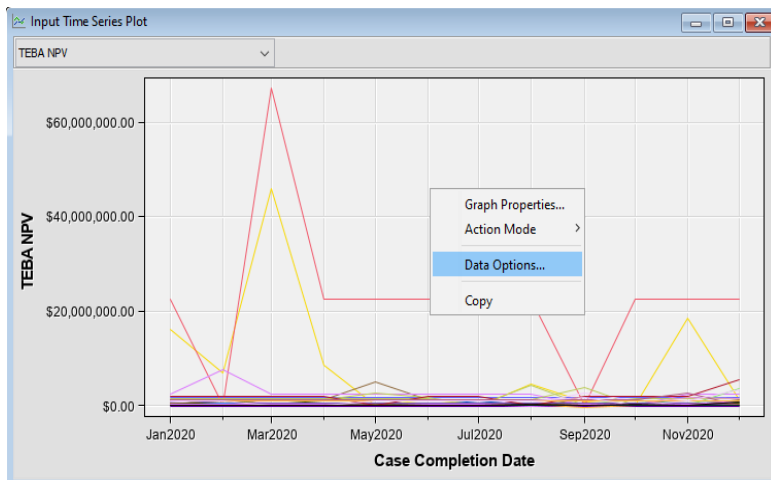 Input Time Series Plot
TEBA NPV
$60,000,000.00
$40,000,000.00
$20,000,000.00
$0.00
TEBA NPV
Graph Properties...
Action Mode
Data Options...
Copy
Jan2020 Mar2020 May2020 Jul2020 Sep2020 Nov2020
Case Completion Date